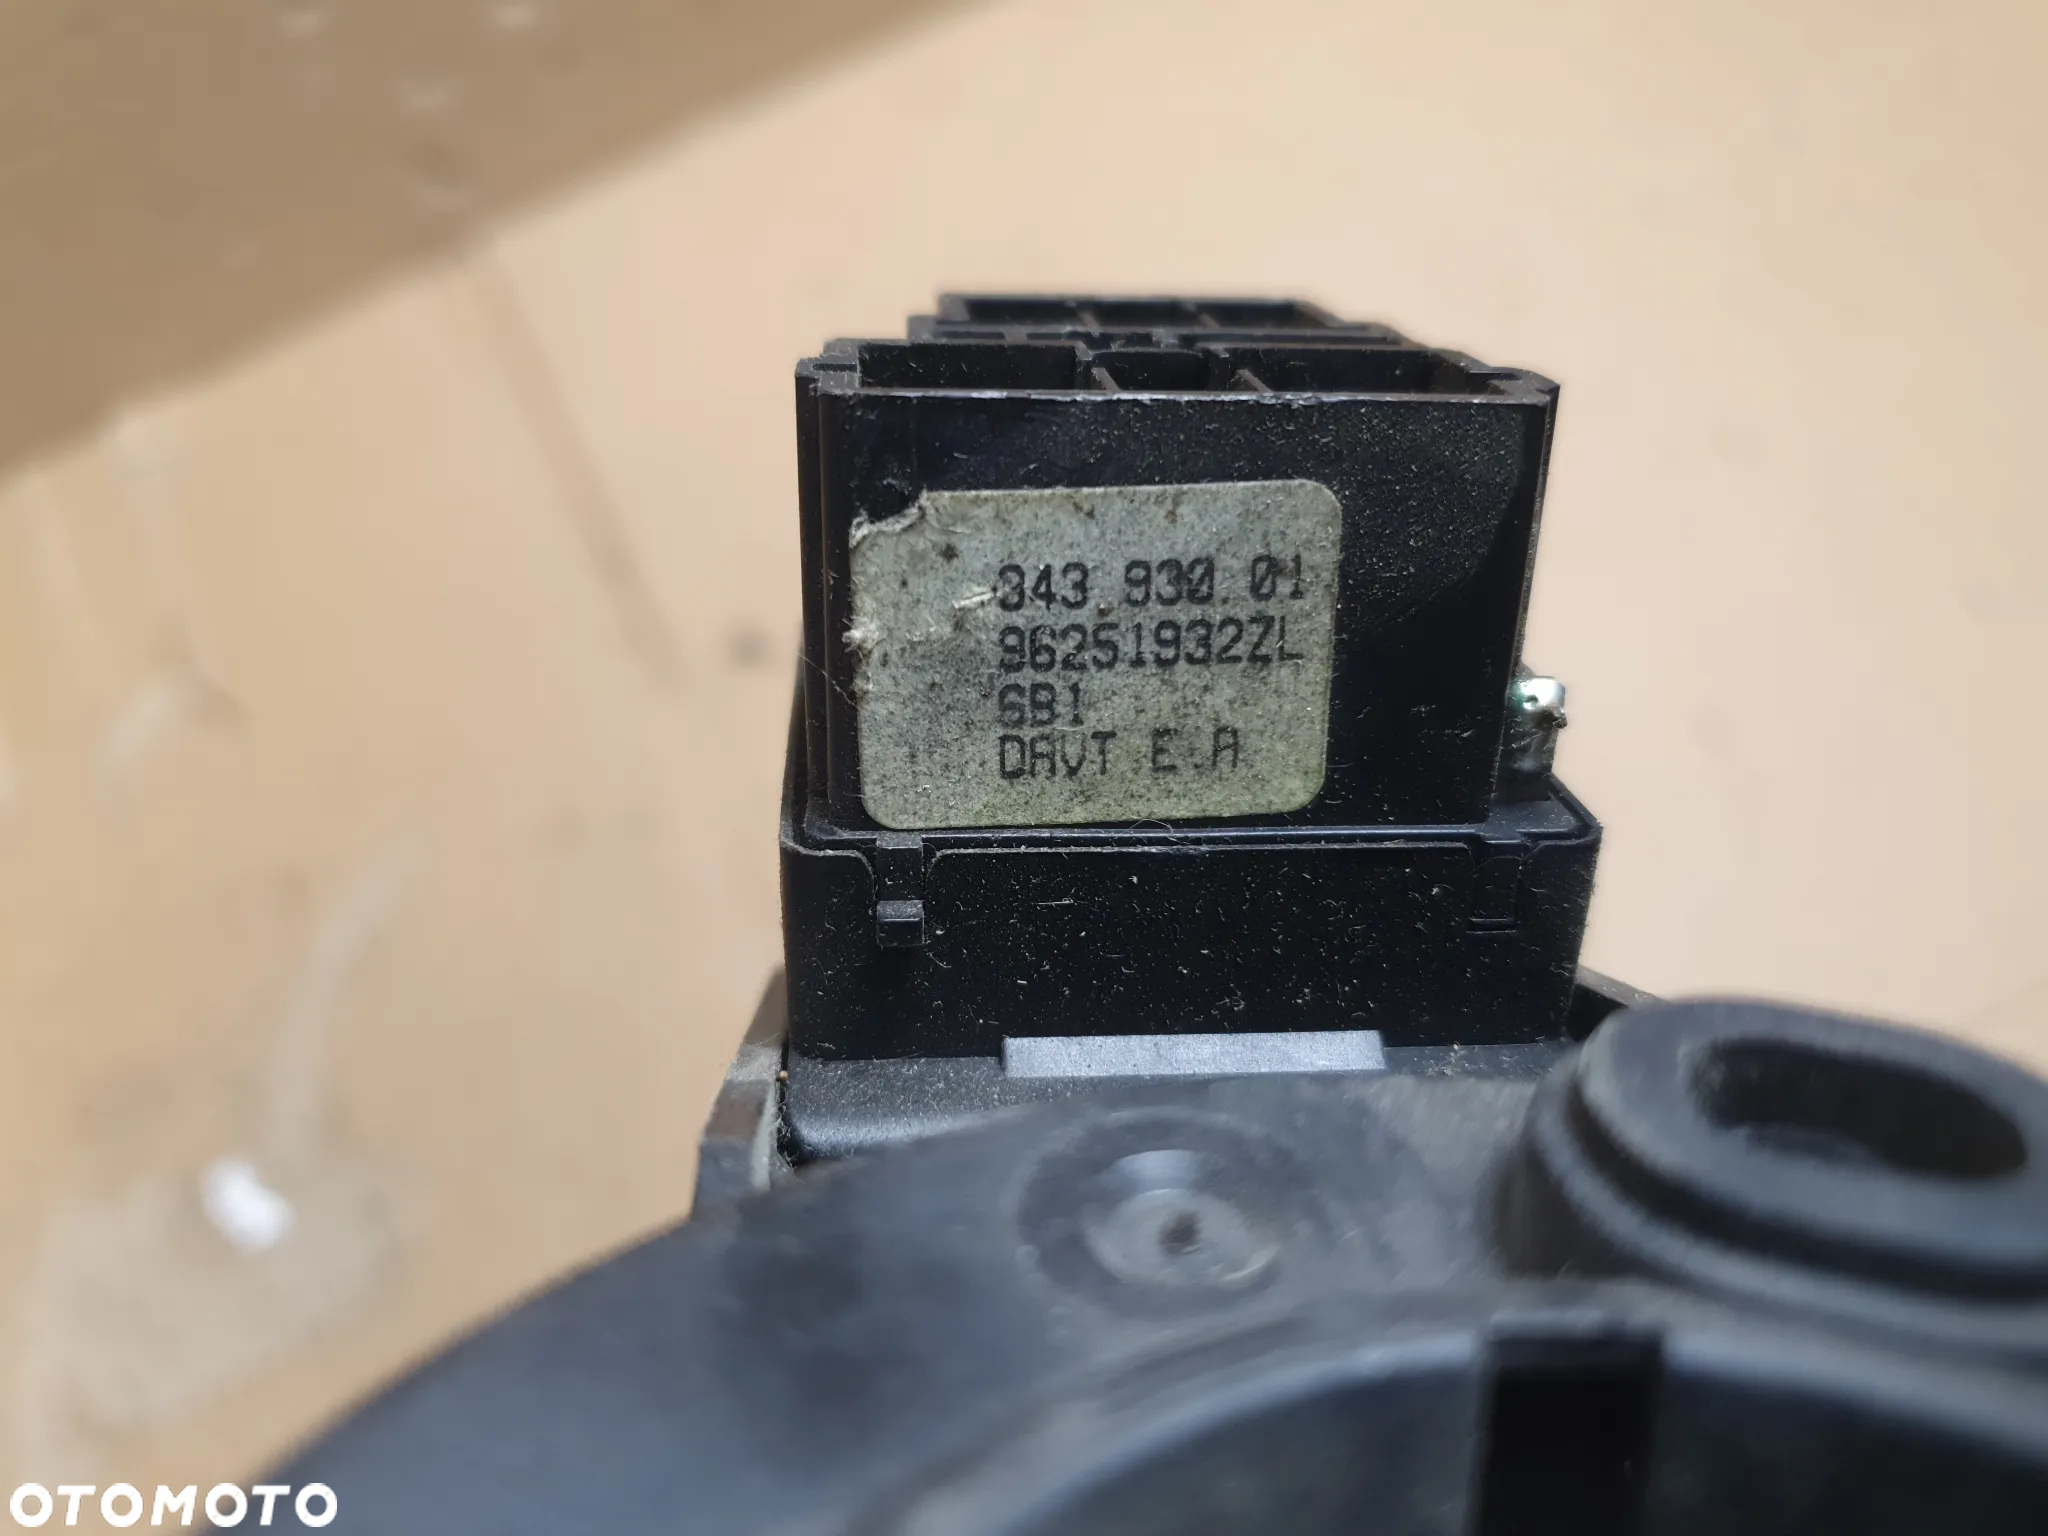 343.930.01
96251932ZL
6B1
DAVT E.A
OTOMOTO